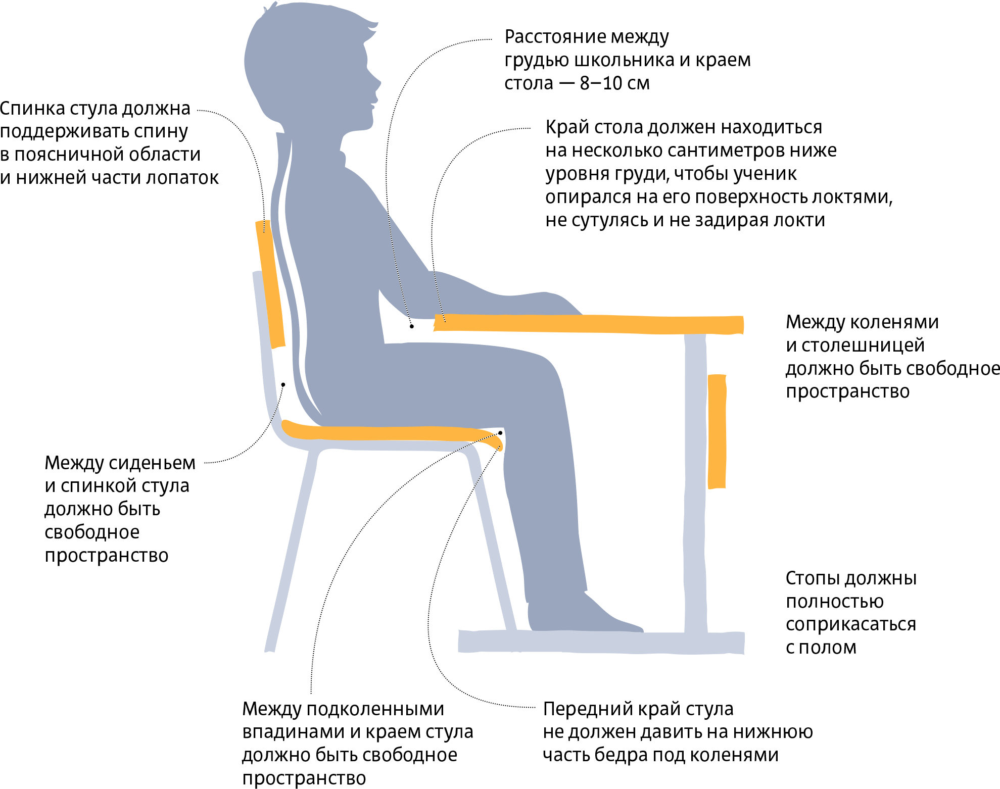 Расстояние между
грудью школьника и краем
стола — 8–10 см
Спинка стула должна
поддерживать спину
в поясничной области
и нижней части лопаток
Край стола должен находиться
на несколько сантиметров ниже
уровня груди, чтобы ученик
опирался на его поверхность локтями,
не сутулясь и не задирая локти
Между коленями
и столешницей
должно быть свободное
пространство
Между сиденьем
и спинкой стула
должно быть
свободное
пространство
Стопы должны
полностью
соприкасаться
с полом
Между подколенными
впадинами и краем стула
должно быть свободное
пространство
Передний край стула
не должен давить на нижнюю
часть бедра под коленями